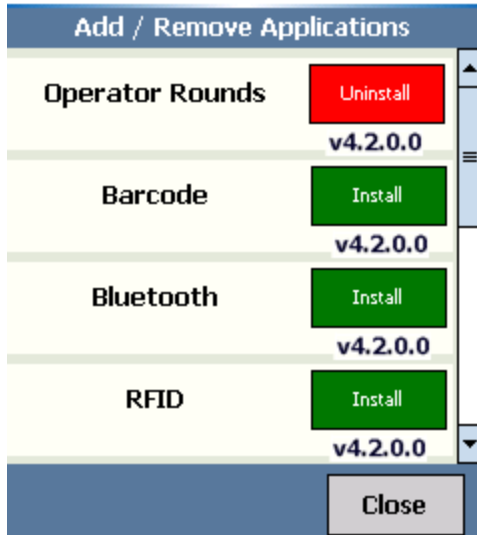 Add / Remove Applications
Operator Rounds Uninstall
v4.2.0.0
Barcode Install
v4.2.0.0
Bluetooth Install
v4.2.0.0
RFID Install
v4.2.0.0
Close